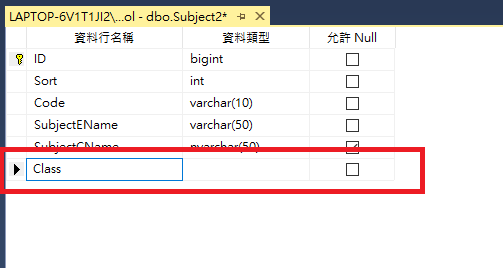 LAPTOP-6V1T1JI2\...ol - dbo.Subject2*
資料行名稱 資料類型 允許 Null
ID bigint
Sort int
Code varchar(10)
SubjectEName varchar(50)
SubjectCName nvarchar(50)
Class